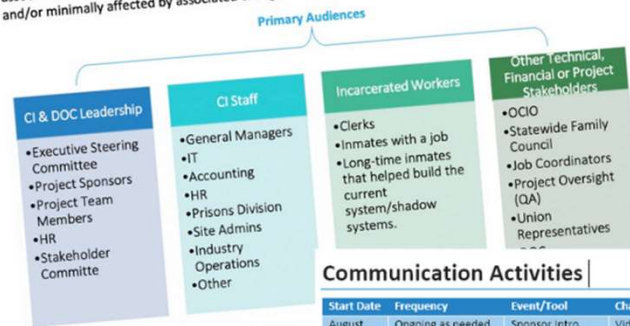 and/or minimally affected by associated
Primary Audiences
CI & DOC Leadership
•Executive Steering
Committee
•Project Sponsors
•Project Team
Members
•HR
•Stakeholder
Committe
CI Staff
•General Managers
•IT
•Accounting
•HR
•Prisons Division
•Site Admins
•Industry
Operations
•Other
Incarcerated Workers
•Clerks
•Inmates with a job
•Long-time inmates
that helped build the
current
system/shadow
systems.
Other Technical,
Financial or Project
Stakeholders
•OCIO
•Statewide Family
Council
•Job Coordinators
•Project Oversight
(QA)
•Union
Representatives
Communication Activities
Start Date Frequency Event/Tool
August Ongoing as needed Sponsor Intro